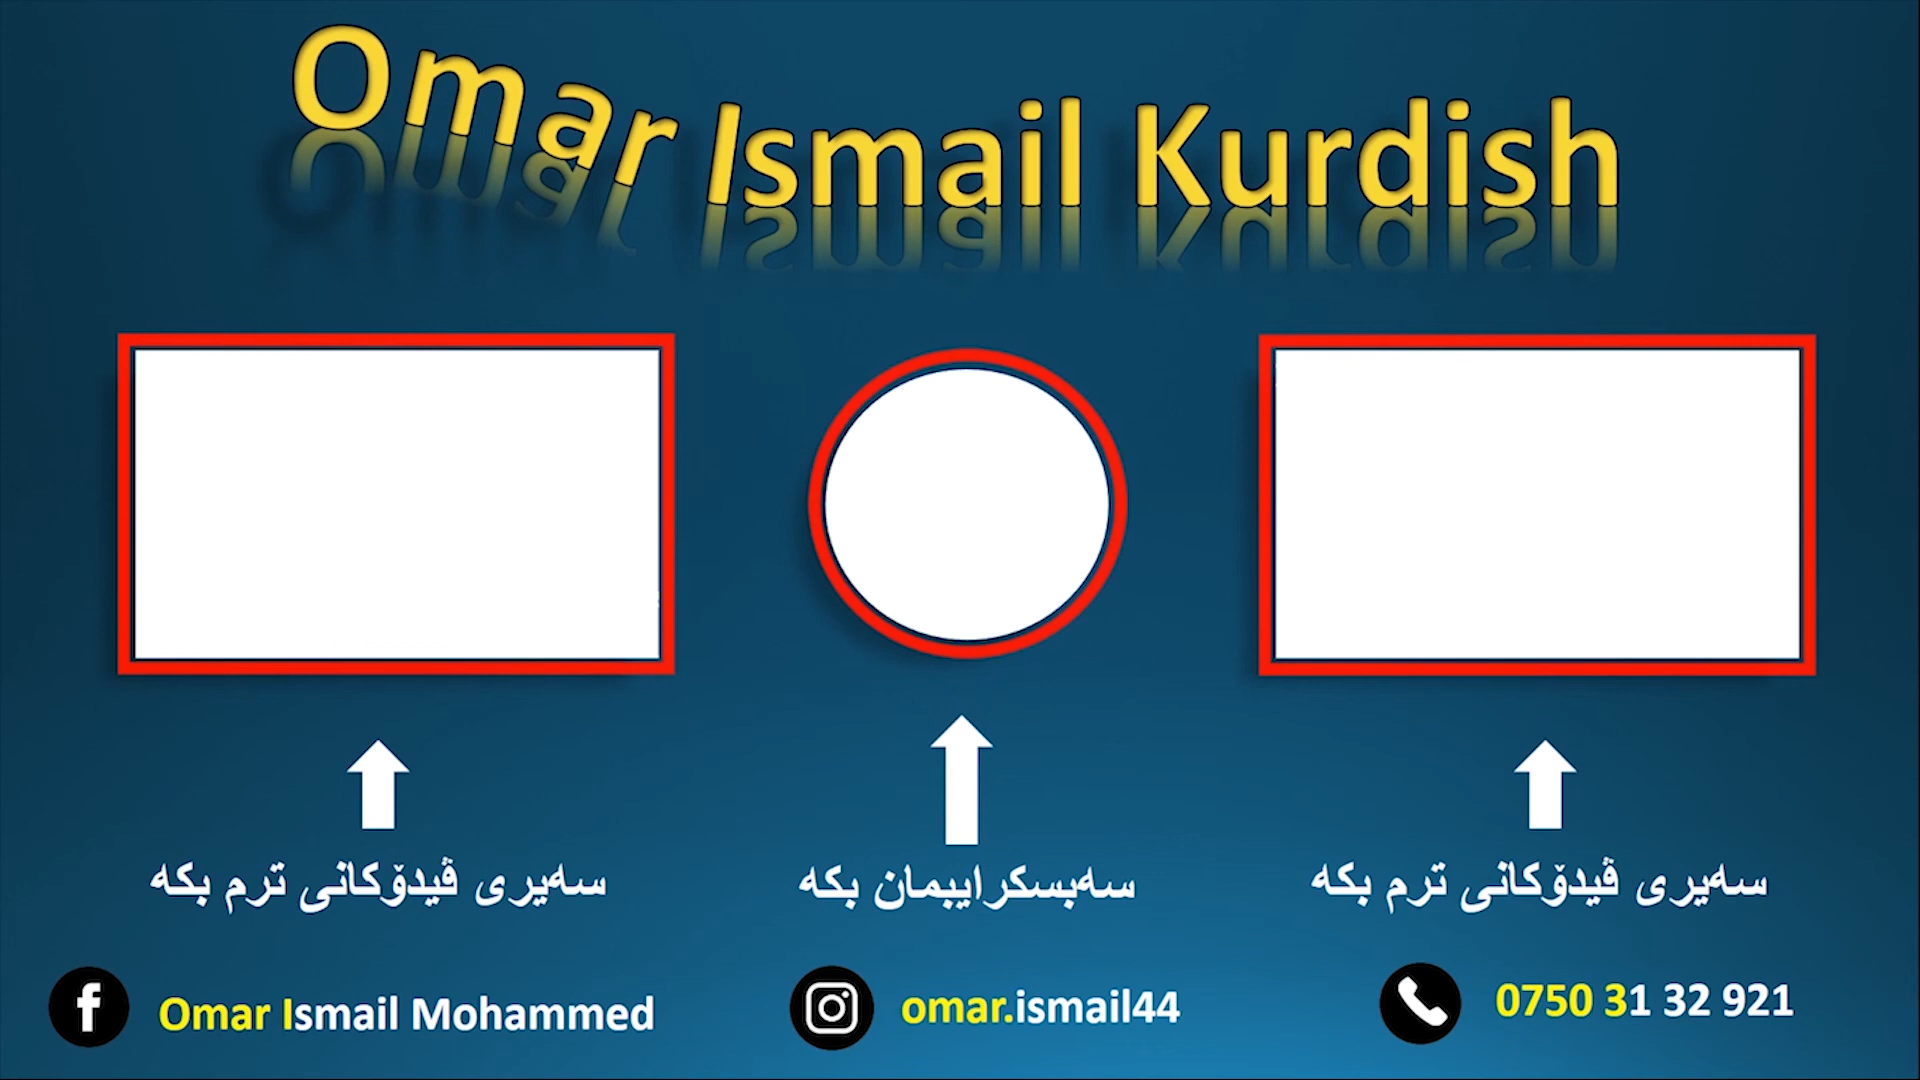 Omar Ismail Kurdish
سەیری ڤیدۆکانی ترم بکە
سەبسکرایبمان بکە
سەیری ڤیدۆکانی ترم بکە
Omar Ismail Mohammed
omar.ismail44
0750 31 32 921